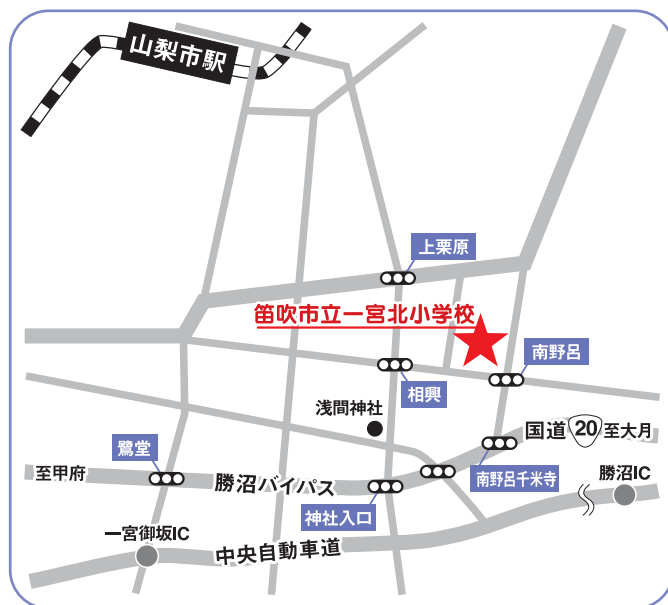 山梨市駅
上栗原
笛吹市立一宮北小学校
南野呂
相興
浅間神社
国道 20 至大月
鷺堂
至甲府
勝沼バイパス
南野呂千米寺
勝沼IC
神社入口
一宮御坂IC
中央自動車道